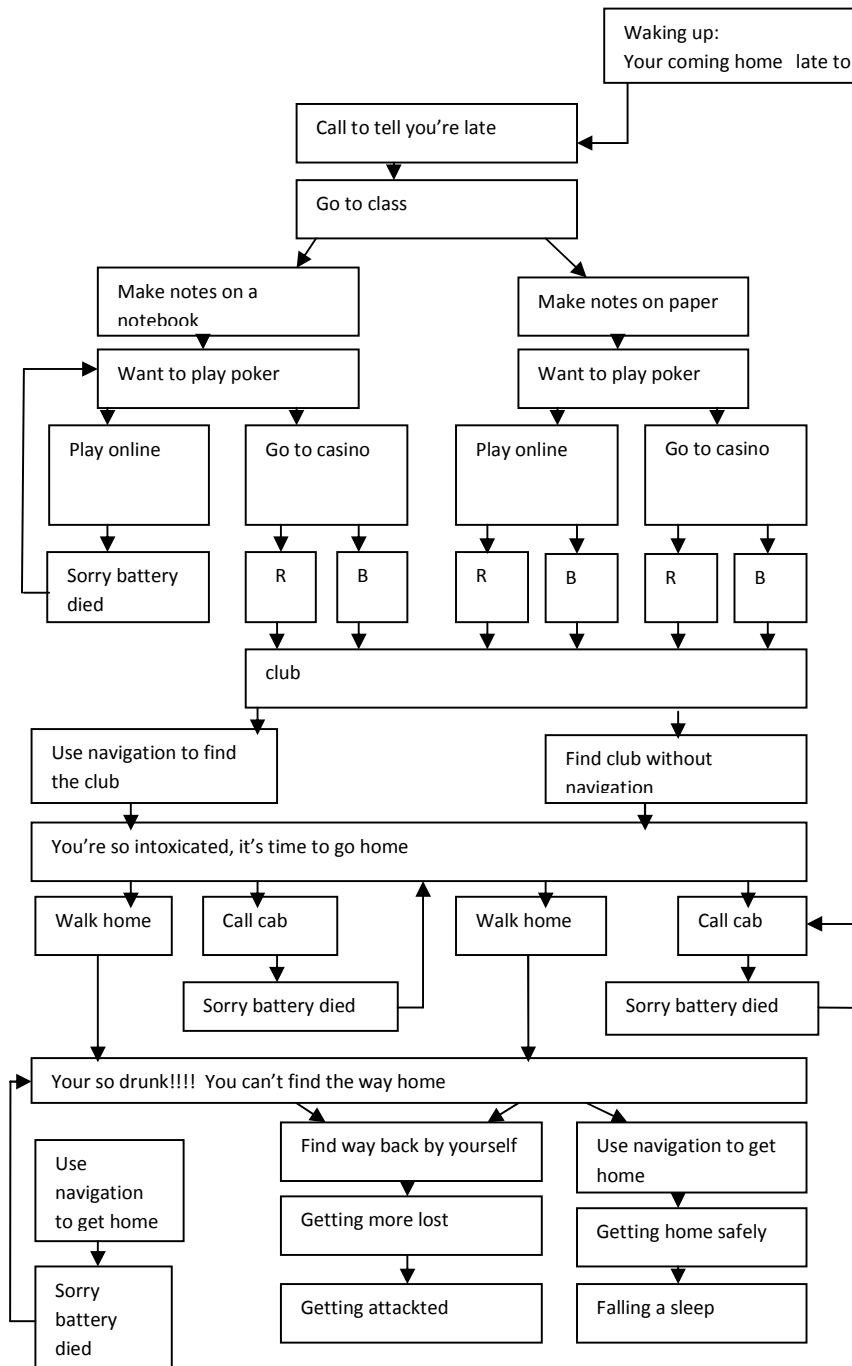 Waking up:
Your coming home late to
Call to tell you’re late
Go to class
Make notes on a
notebook
Make notes on paper
Want to play poker
Want to play poker
Play online
Go to casino
Play online
Go to casino
Sorry battery
died
R
B
R
B
R
B
club
Use navigation to find
the club
Find club without
navigation
You’re so intoxicated, it’s time to go home
Walk home
Call cab
Walk home
Call cab
Sorry battery died
Sorry battery died
Your so drunk!!!! You can’t find the way home
Use
navigation
to get home
Find way back by yourself
Use navigation to get
home
Getting more lost
Getting home safely
Sorry
battery
died
Getting attackted
Falling a sleep